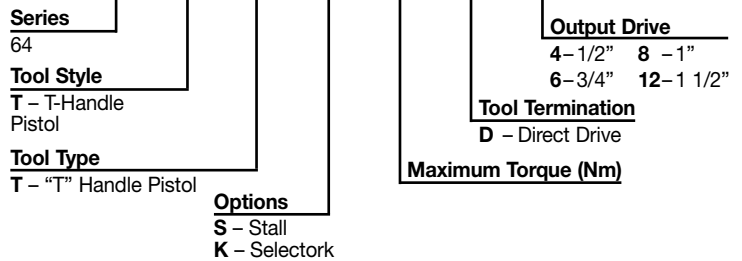 Series
64
Tool Style
T – T-Handle
Pistol
Tool Type
T – “T” Handle Pistol
Options
S – Stall
K – Selectork
Output Drive
4–1/2” 8 –1”
6–3/4” 12–1 1/2”
Tool Termination
D – Direct Drive
Maximum Torque (Nm)